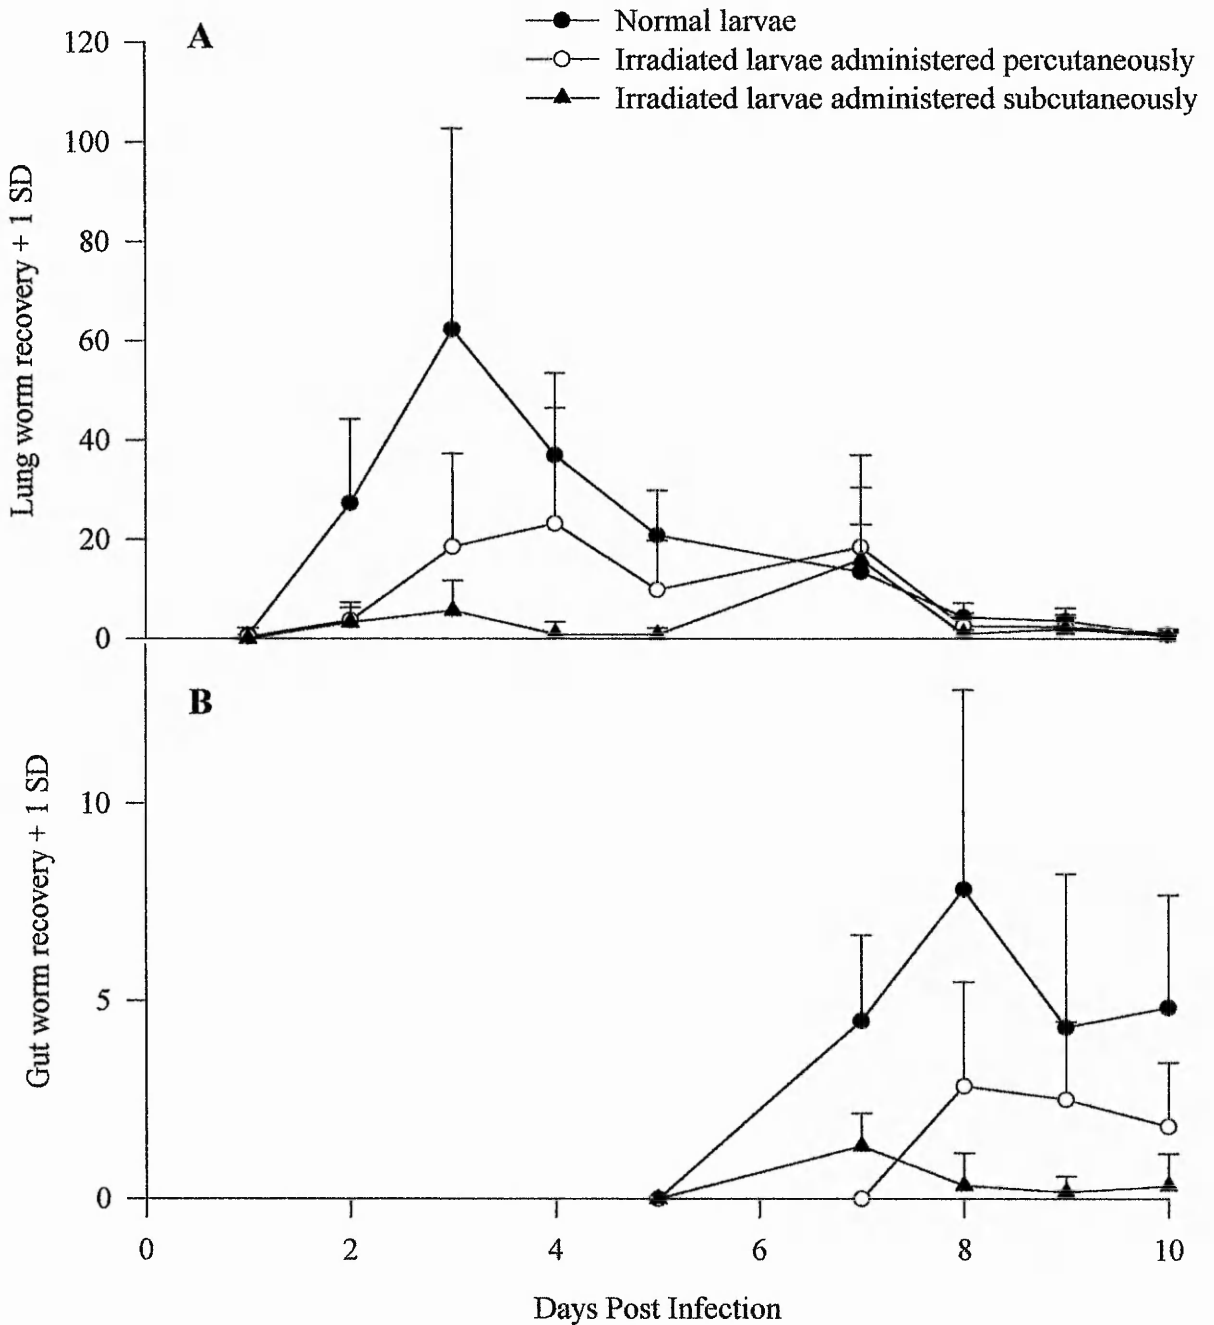 Normal larvae
Irradiated larvae administered percutaneously
Irradiated larvae administered subcutaneously
A
120
100
80
60
40
20
0
Lung worm recovery + 1 SD
B
10
5
0
Gut worm recovery + 1 SD
0 2 4 6 8 10
Days Post Infection